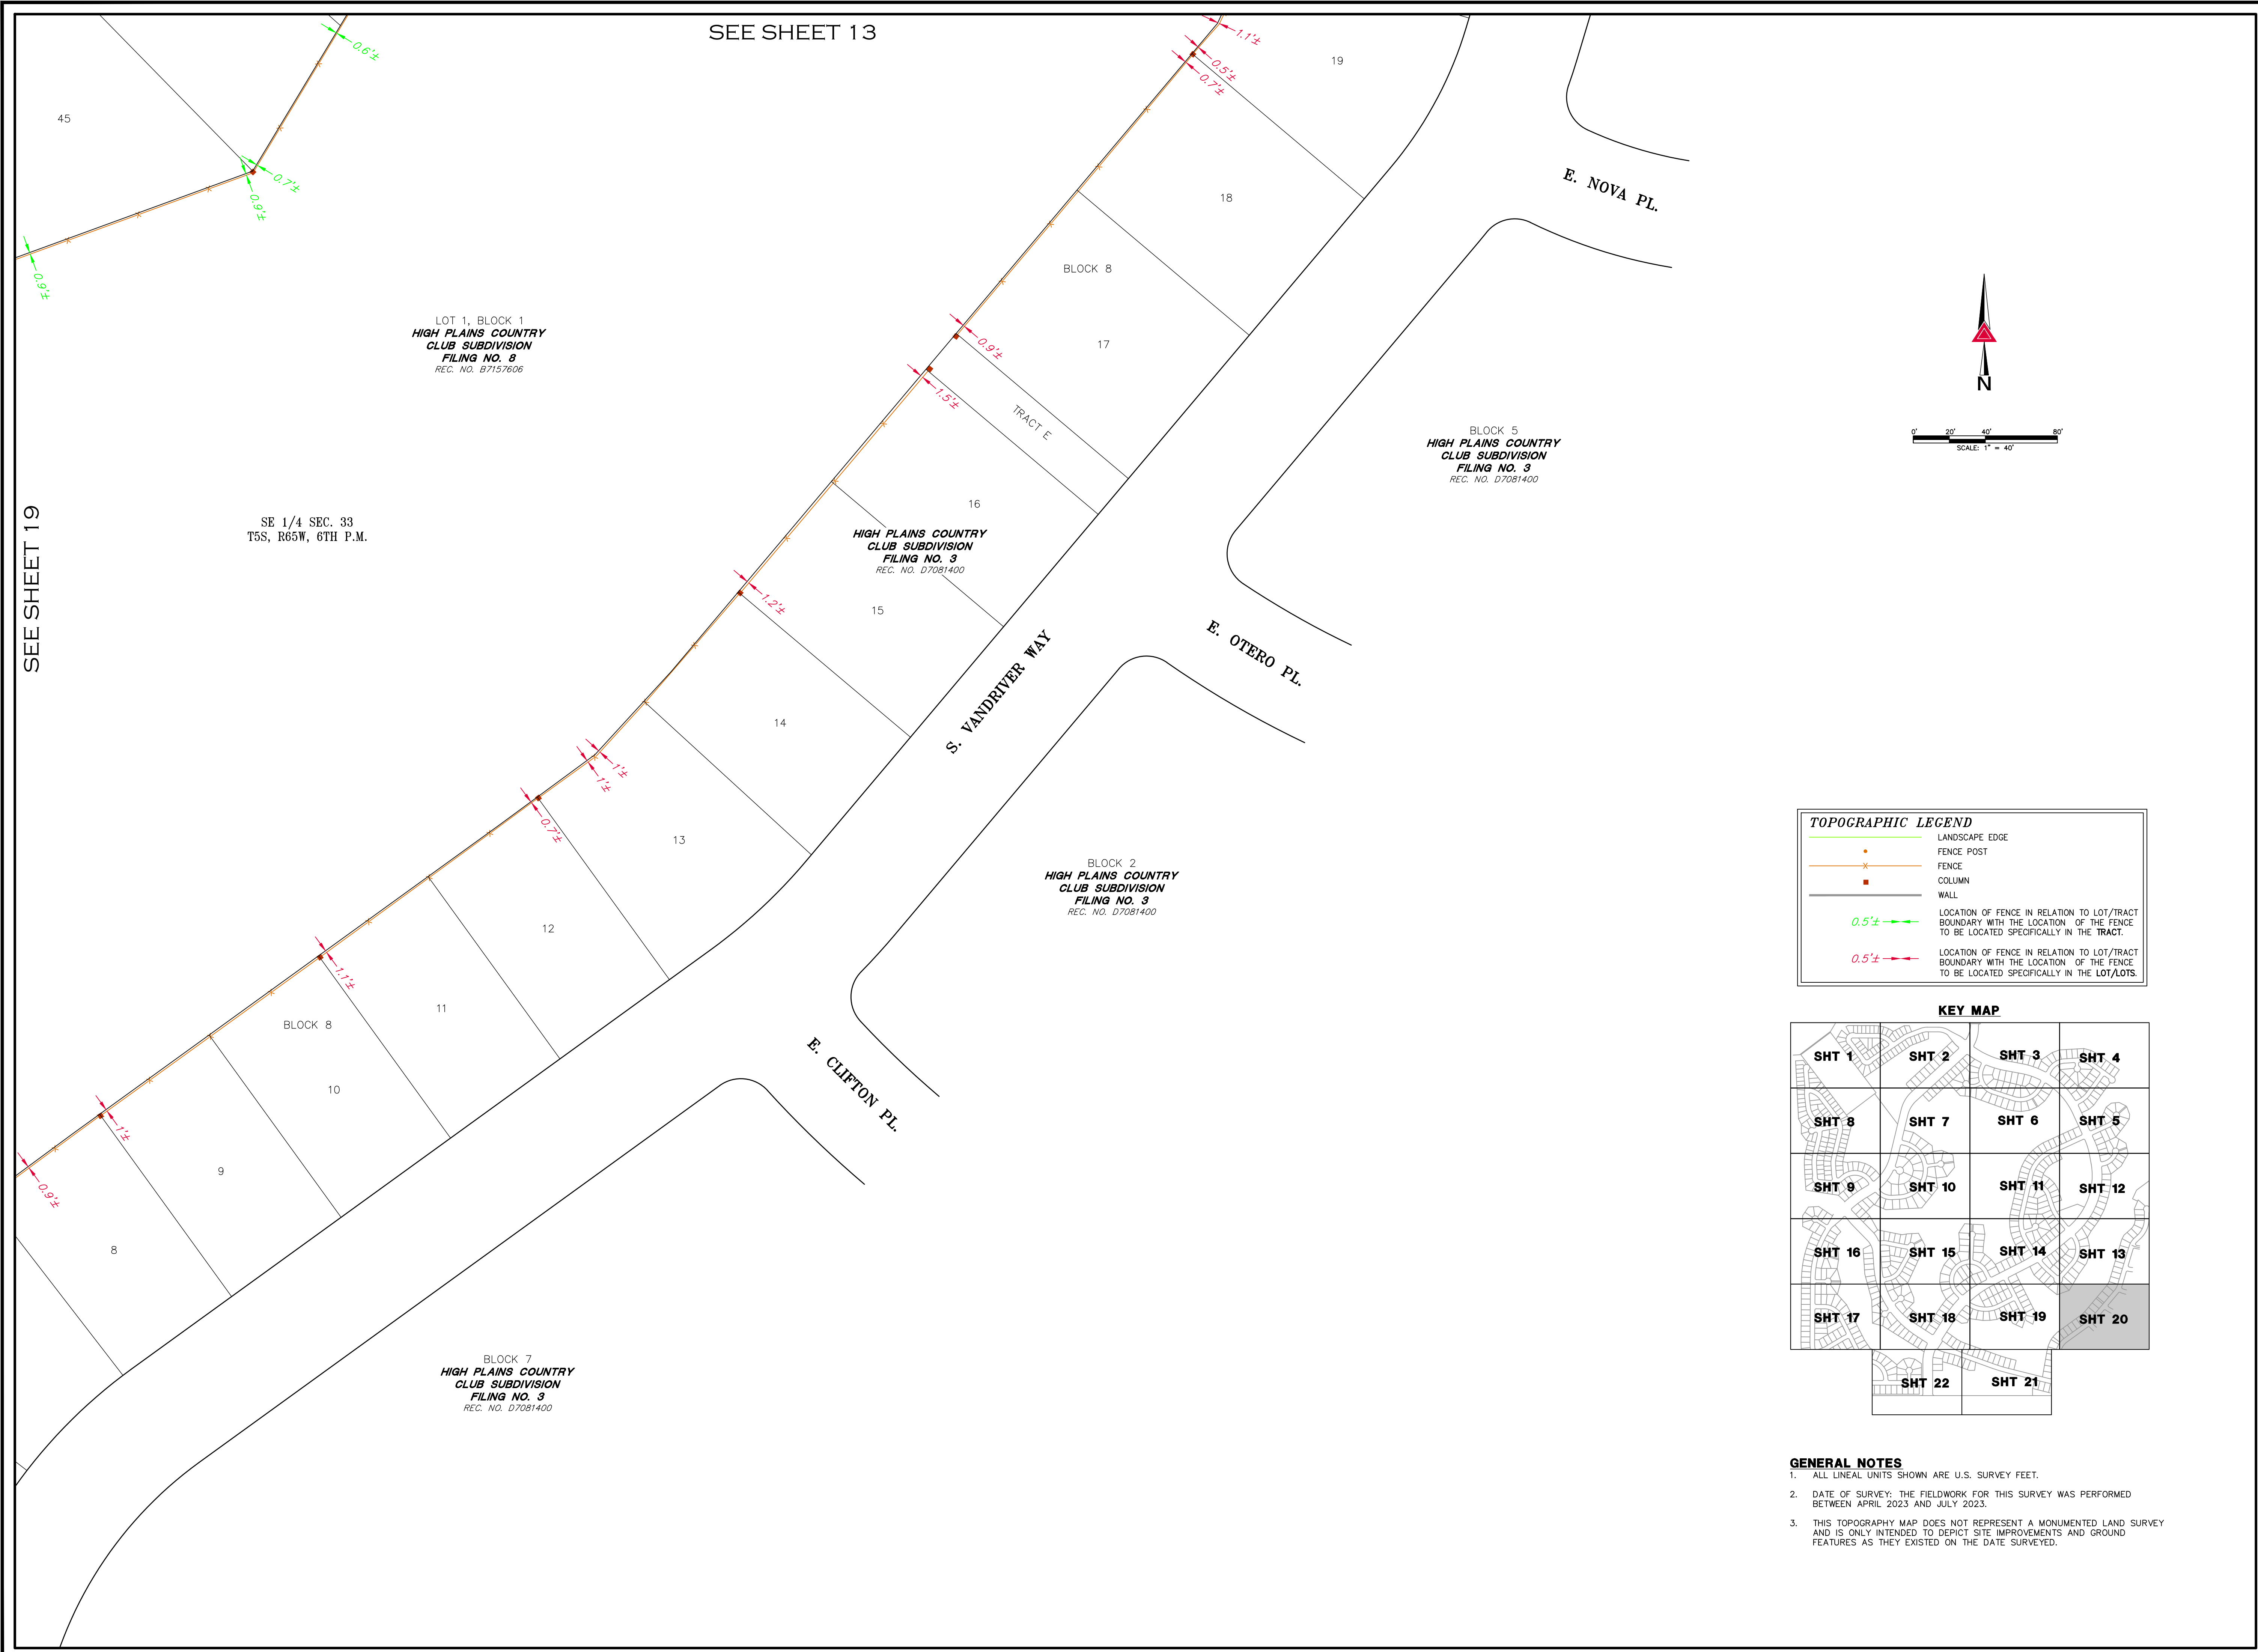 SEE SHEET 13
SEE SHEET 19
0.6'±
45
0.7'±
0.9'±
0.9'±
LOT 1, BLOCK 1
HIGH PLAINS COUNTRY
CLUB SUBDIVISION
FILING NO. 8
REC. NO. B7157606
SE 1/4 SEC. 33
T5S, R65W, 6TH P.M.
1.1'±
0.5'±
0.7'±
19
18
BLOCK 8
17
0.9'±
1.5'±
TRACT E
16
HIGH PLAINS COUNTRY
CLUB SUBDIVISION
FILING NO. 3
REC. NO. D7081400
1.2'±
15
14
1'±
1'±
0.7'±
13
12
1.1'±
11
BLOCK 8
10
1'±
9
0.9'±
8
E. NOVA PL.
E. OTERO PL.
S. VANDRIVER WAY
E. CLIFTON PL.
BLOCK 5
HIGH PLAINS COUNTRY
CLUB SUBDIVISION
FILING NO. 3
REC. NO. D7081400
BLOCK 2
HIGH PLAINS COUNTRY
CLUB SUBDIVISION
FILING NO. 3
REC. NO. D7081400
BLOCK 7
HIGH PLAINS COUNTRY
CLUB SUBDIVISION
FILING NO. 3
REC. NO. D7081400
N
0' 20' 40' 80'
SCALE: 1" = 40'
TOPOGRAPHIC LEGEND
LANDSCAPE EDGE
FENCE POST
FENCE
COLUMN
WALL
0.5'±
LOCATION OF FENCE IN RELATION TO LOT/TRACT
BOUNDARY WITH THE LOCATION OF THE FENCE
TO BE LOCATED SPECIFICALLY IN THE TRACT.
0.5'±
LOCATION OF FENCE IN RELATION TO LOT/TRACT
BOUNDARY WITH THE LOCATION OF THE FENCE
TO BE LOCATED SPECIFICALLY IN THE LOT/LOTS.
KEY MAP
SHT 1 SHT 2 SHT 3 SHT 4
SHT 8 SHT 7 SHT 6 SHT 5
SHT 9 SHT 10 SHT 11 SHT 12
SHT 16 SHT 15 SHT 14 SHT 13
SHT 17 SHT 18 SHT 19 SHT 20
SHT 22 SHT 21
GENERAL NOTES
1. ALL LINEAL UNITS SHOWN ARE U.S. SURVEY FEET.
2. DATE OF SURVEY: THE FIELDWORK FOR THIS SURVEY WAS PERFORMED
BETWEEN APRIL 2023 AND JULY 2023.
3. THIS TOPOGRAPHY MAP DOES NOT REPRESENT A MONUMENTED LAND SURVEY
AND IS ONLY INTENDED TO DEPICT SITE IMPROVEMENTS AND GROUND
FEATURES AS THEY EXISTED ON THE DATE SURVEYED.